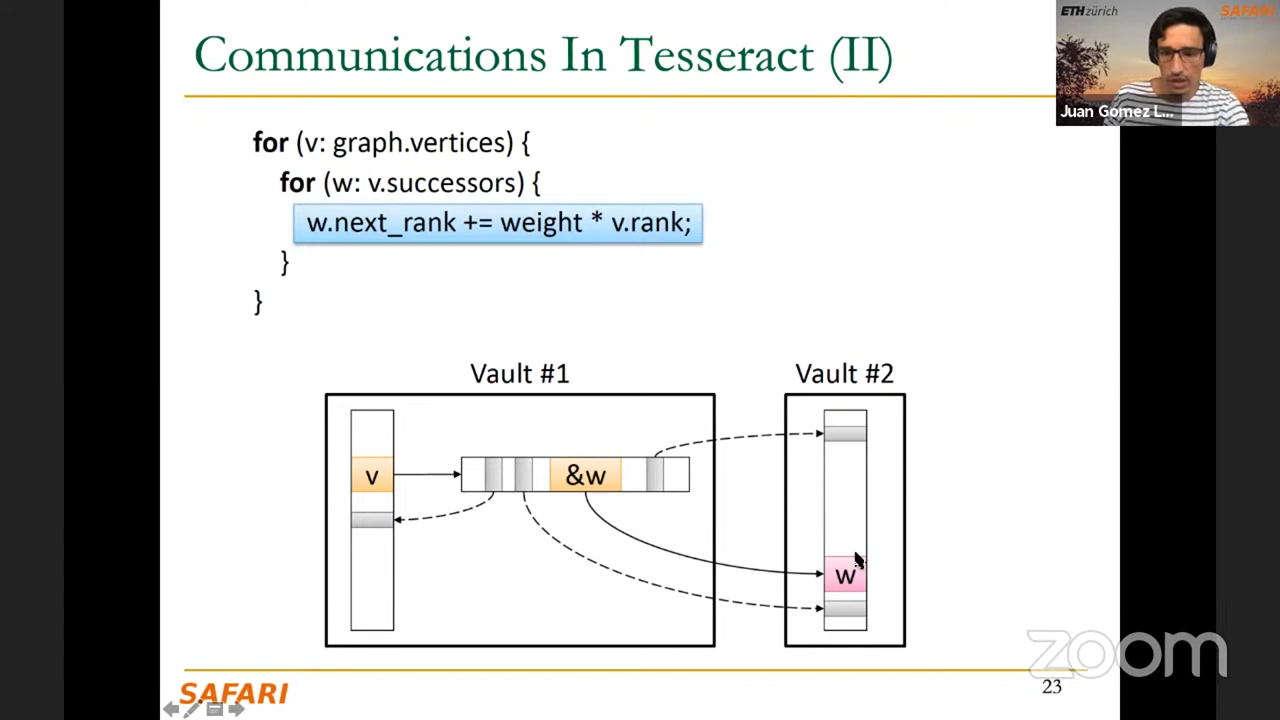 Communications In Tesseract (II)
ETH zürich
SAFARI
Juan Gomez L...
for (v: graph.vertices) {
for (w: v.successors) {
w.next_rank += weight * v.rank;
}
}
Vault #1
Vault #2
v
&w
w
zoom
SAFARI
23